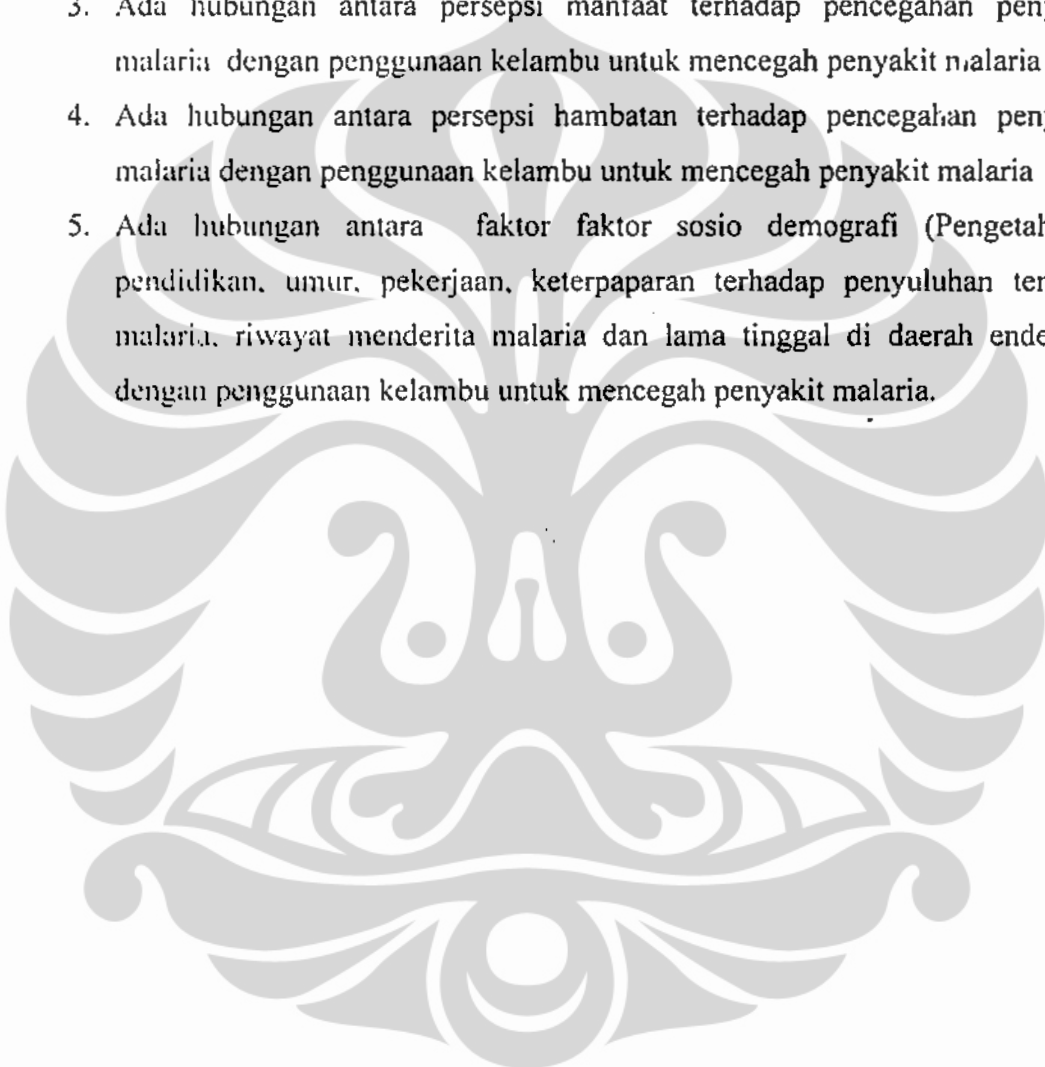 3. Ada hubungan antara persepsi manfaat terhadap pencegahan
malaria dengan penggunaan kelambu untuk mencegah penyakit malaria
4. Ada hubungan antara persepsi hambatan terhadap pencegahan
malaria dengan penggunaan kelambu untuk mencegah penyakit malaria
5. Ada hubungan antara faktor faktor sosio demografi
pendidikan, umur, pekerjaan, keterpaparan terhadap penyuluhan
malaria, riwayat menderita malaria dan lama tinggal di daerah
dengan penggunaan kelambu untuk mencegah penyakit malaria.